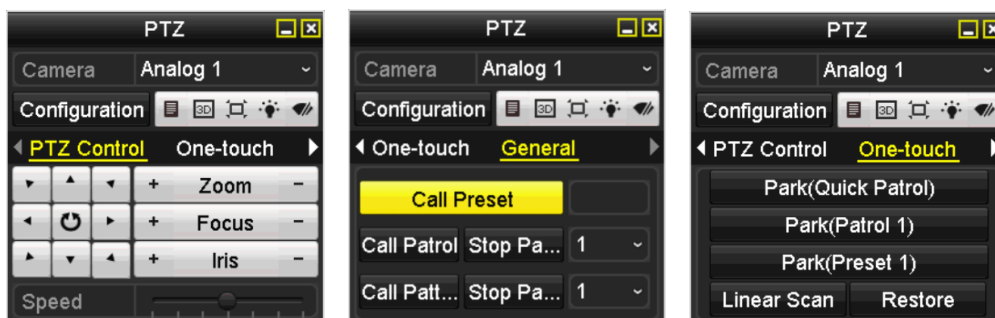 PTZ
Camera Analog 1
Configuration 3D
PTZ Control One-touch
+ Zoom −
+ Focus −
+ Iris −
Speed
PTZ
Camera Analog 1
Configuration 3D
One-touch General
Call Preset
Call Patrol Stop Pa... 1
Call Patt... Stop Pa... 1
PTZ
Camera Analog 1
Configuration 3D
PTZ Control One-touch
Park(Quick Patrol)
Park(Patrol 1)
Park(Preset 1)
Linear Scan Restore